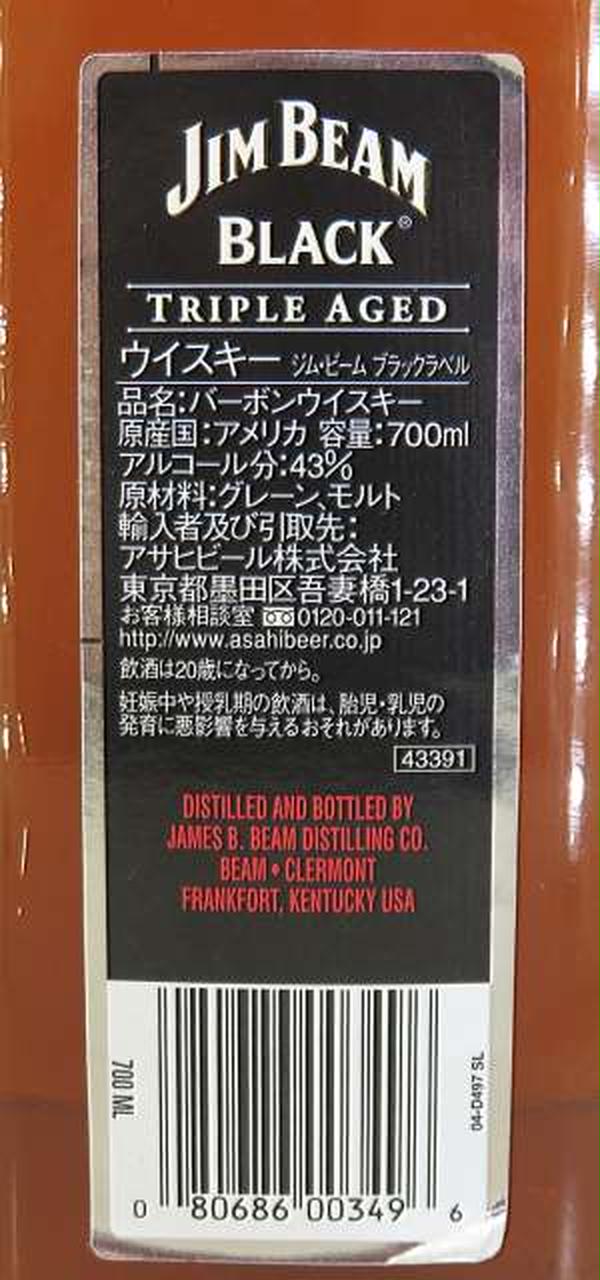 JIM BEAM
BLACK®
TRIPLE AGED
ウイスキー ジム・ビーム ブラックラベル
品名:バーボンウイスキー
原産国:アメリカ 容量:700ml
アルコール分:43%
原材料:グレーン、モルト
輸入者及び引取先:
アサヒビール株式会社
東京都墨田区吾妻橋1-23-1
お客様相談室 0120-011-121
http://www.asahibeer.co.jp
飲酒は20歳になってから。
妊娠中や授乳期の飲酒は、胎児・乳児の
発育に悪影響を与えるおそれがあります。
43391
DISTILLED AND BOTTLED BY
JAMES B. BEAM DISTILLING CO.
BEAM • CLERMONT
FRANKFORT, KENTUCKY USA
700 ML
04-D497 SL
0 80686 00349 6